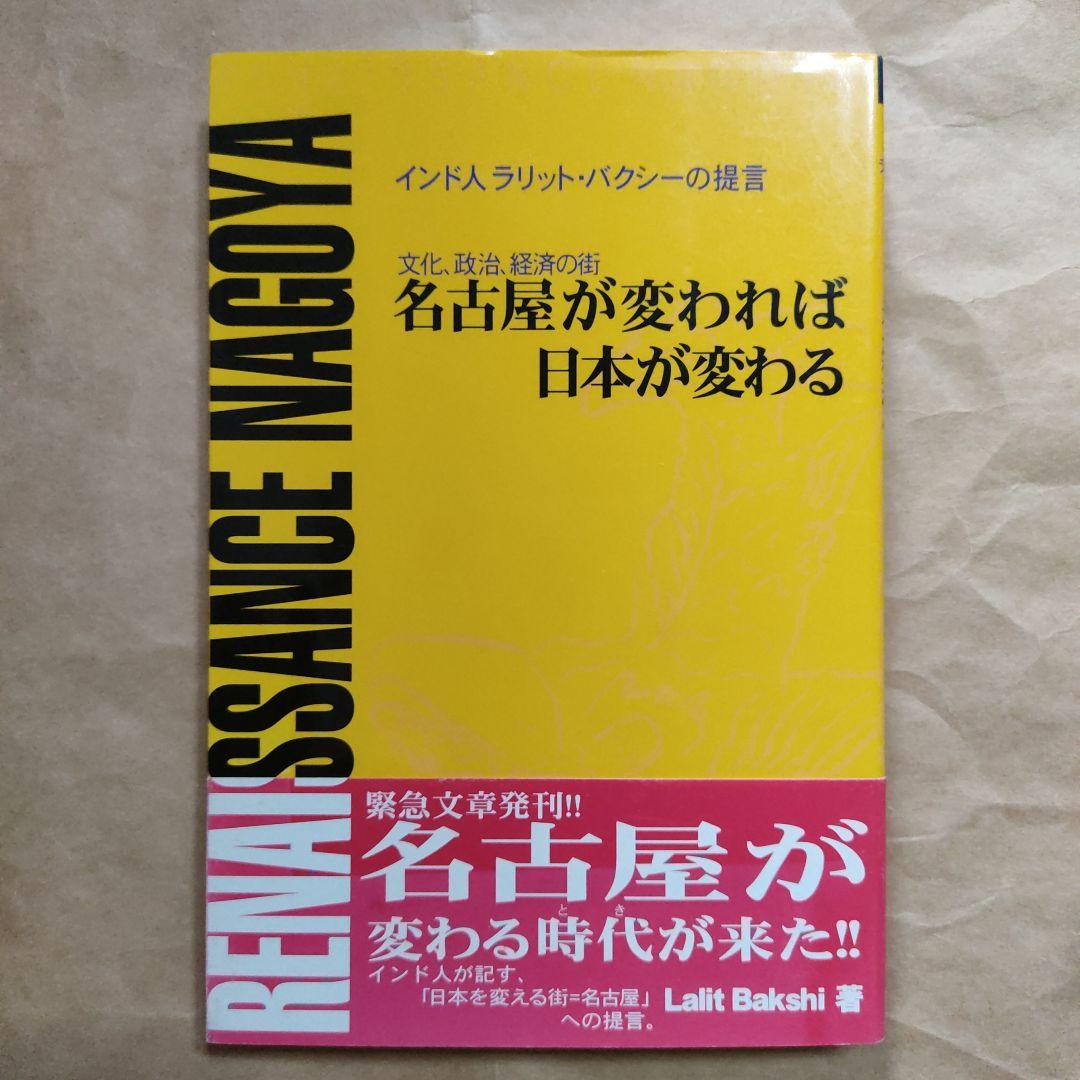 RENAISSANCE NAGOYA
インド人 ラリット・バクシーの提言
文化、政治、経済の街
名古屋が変われば
日本が変わる
緊急文章発刊!!
名古屋が
とき
変わる時代が来た!!
インド人が記す、
「日本を変える街=名古屋」
への提言。
Lalit Bakshi 著